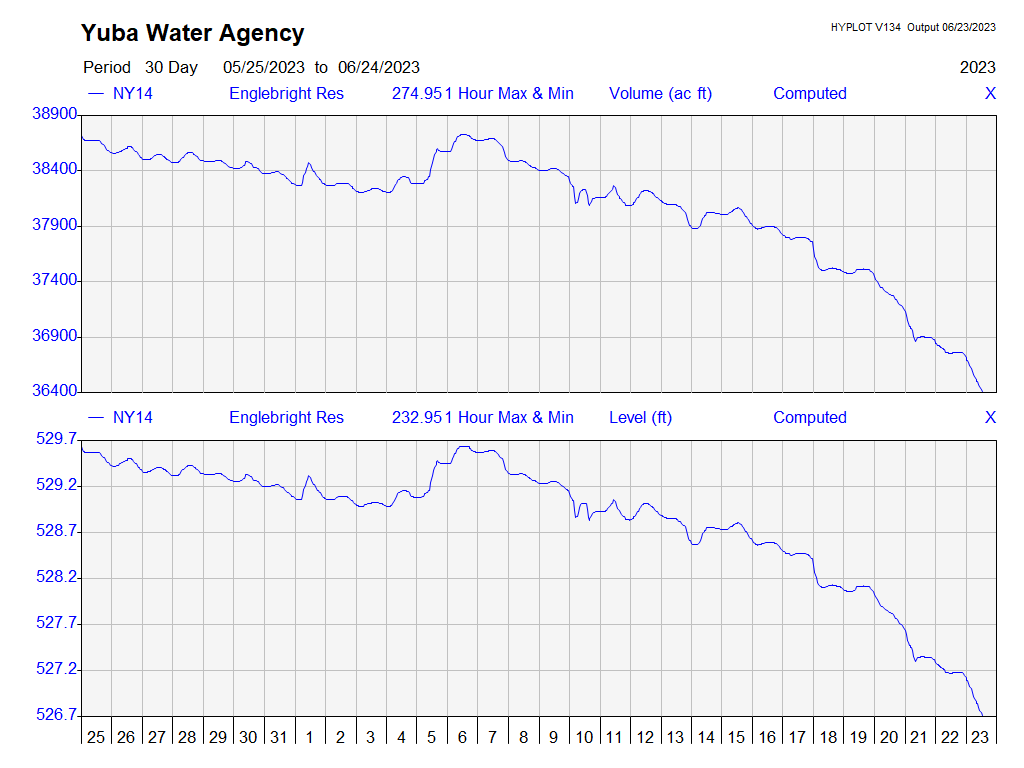 Yuba Water Agency
HYPLOT V134 Output 06/23/2023
Period 30 Day 05/25/2023 to 06/24/2023 2023
NY14 Englebright Res 274.951 Hour Max & Min Volume (ac ft) Computed X
38900
38400
37900
37400
36900
36400
NY14 Englebright Res 232.951 Hour Max & Min Level (ft) Computed X
529.7
529.2
528.7
528.2
527.7
527.2
526.7
25 26 27 28 29 30 31 1 2 3 4 5 6 7 8 9 10 11 12 13 14 15 16 17 18 19 20 21 22 23